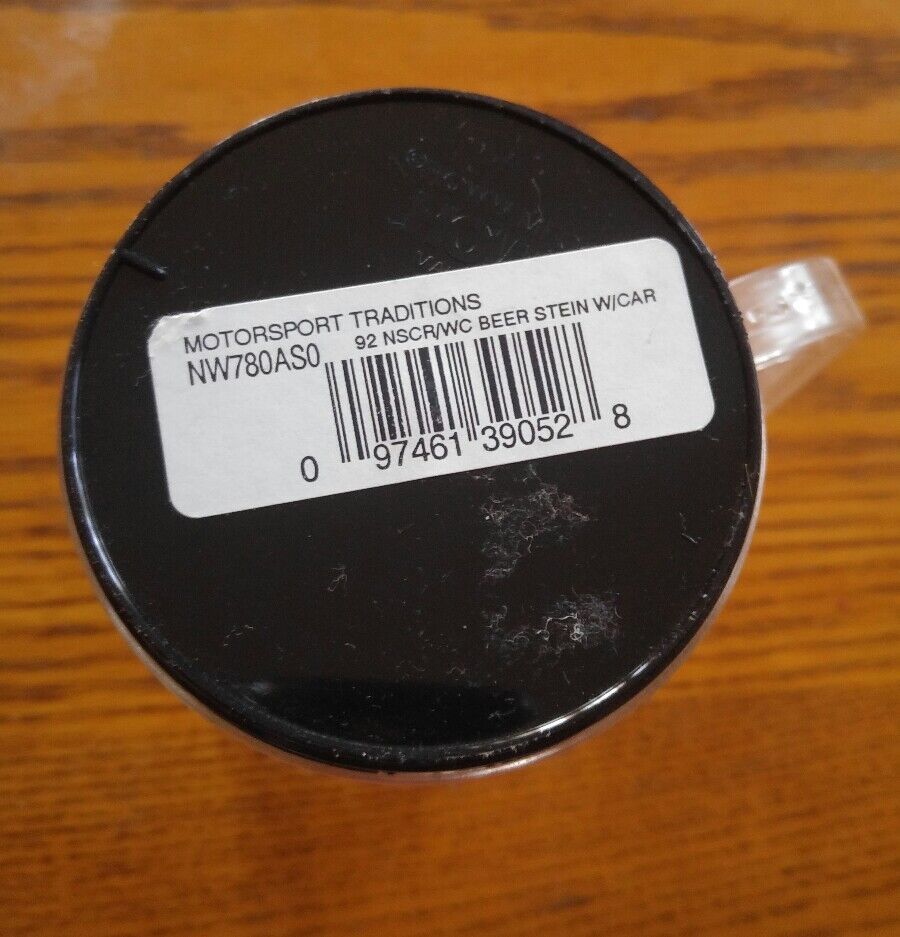 MOTORSPORT TRADITIONS
NW780AS0 92 NSCR/WC BEER STEIN W/CAR
0 97461 39052 8